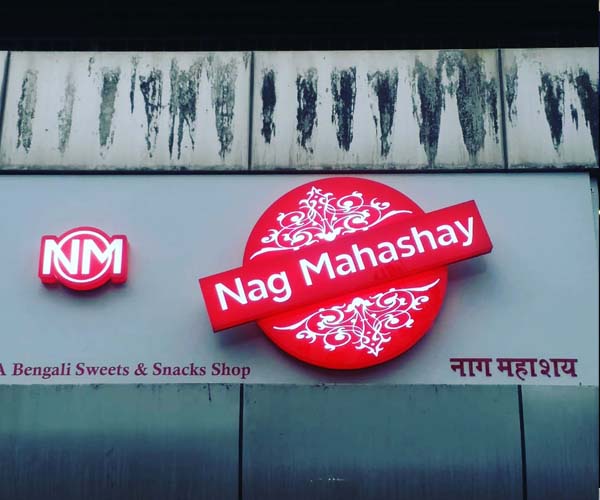 NM
Nag Mahashay
A Bengali Sweets & Snacks Shop
नाग महाशय